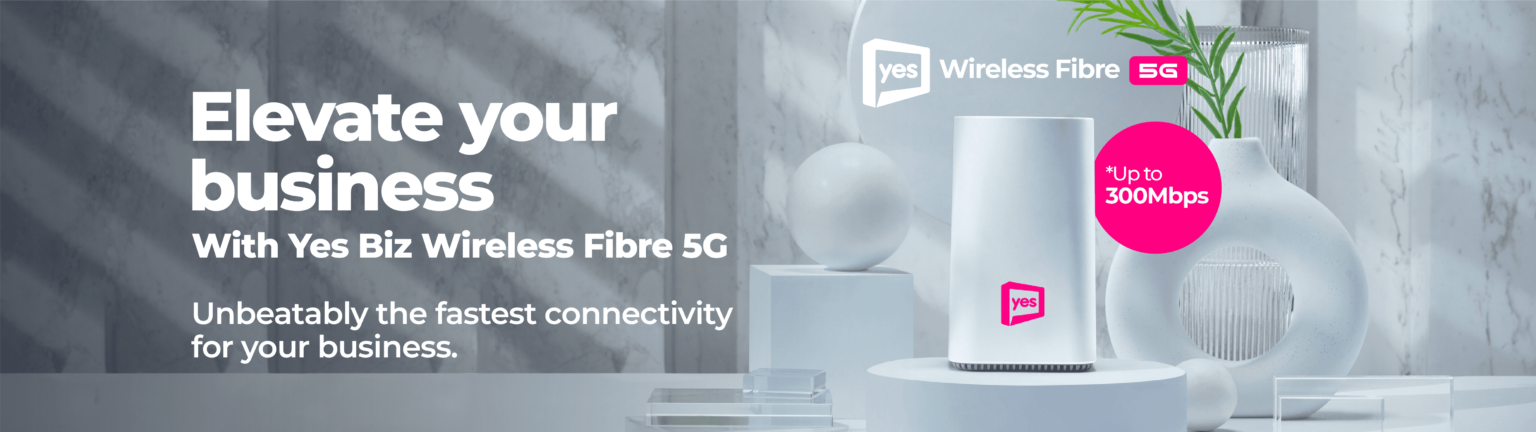 Elevate your
business
With Yes Biz Wireless Fibre 5G
Unbeatably the fastest connectivity
for your business.
yes Wireless Fibre 5G
*Up to
300Mbps
yes